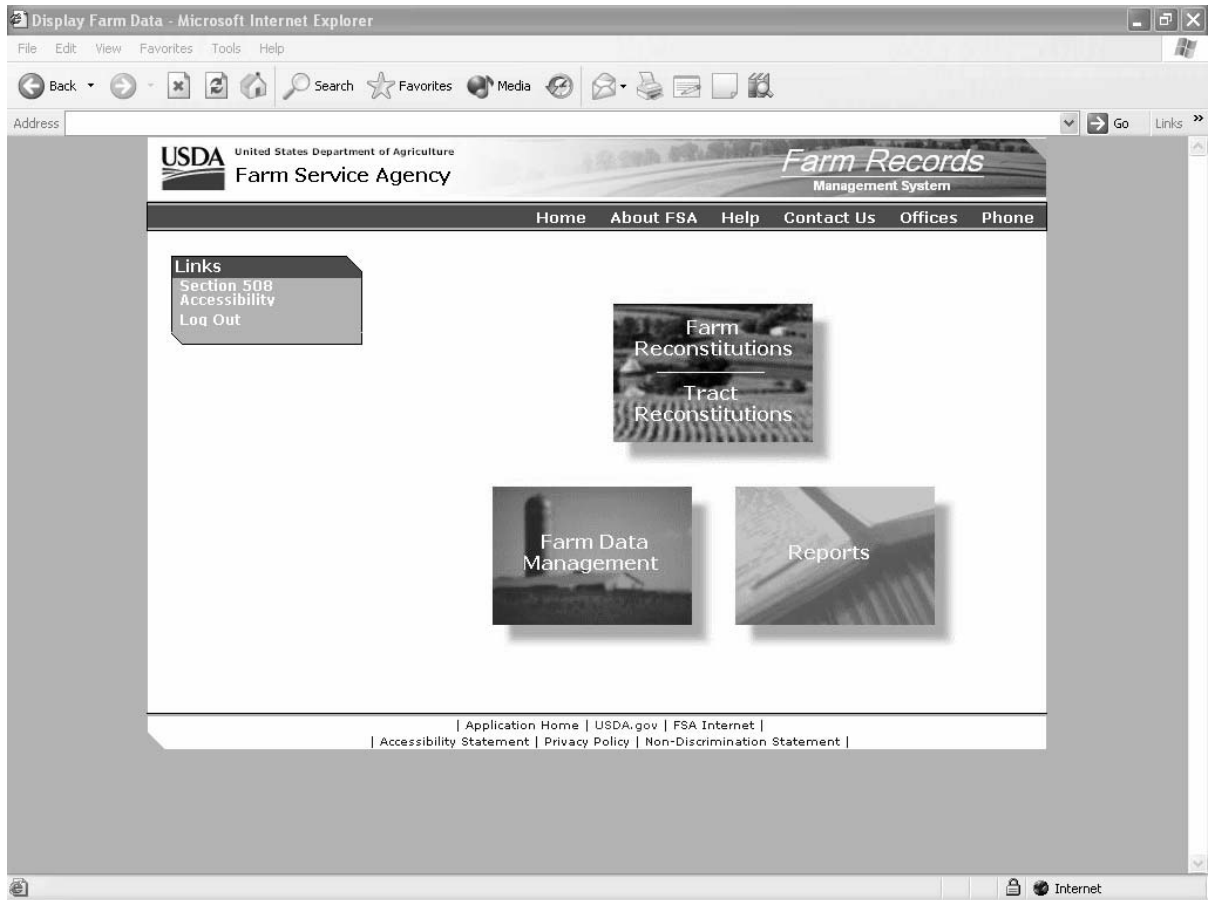 Display Farm Data - Microsoft Internet Explorer
File Edit View Favorites Tools Help
Back Search Favorites Media
Address Go Links »
USDA United States Department of Agriculture
Farm Service Agency
Farm Records
Management System
Home About FSA Help Contact Us Offices Phone
Links
Section 508
Accessibility
Log Out
Farm
Reconstitutions
Tract
Reconstitutions
Farm Data
Management
Reports
| Application Home | USDA.gov | FSA Internet |
| Accessibility Statement | Privacy Policy | Non-Discrimination Statement |
Internet